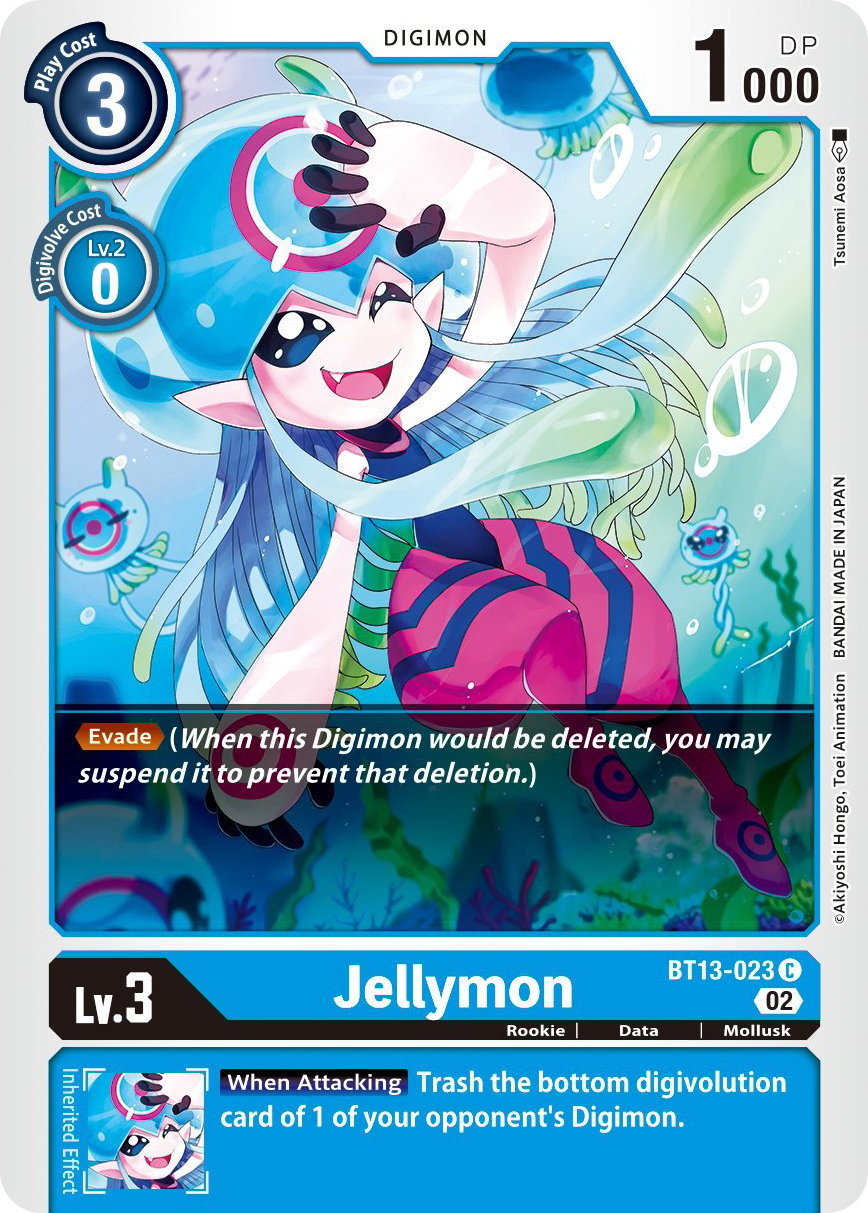 DIGIMON
Play Cost
3
DP
1000
Digivolve Cost
Lv.2
0
Tsunemi Aosa
©Akiyoshi Hongo, Toei Animation BANDAI MADE IN JAPAN
Evade (When this Digimon would be deleted, you may
suspend it to prevent that deletion.)
Lv.3
Jellymon
BT13-023 C
02
Rookie | Data | Mollusk
Inherited Effect
When Attacking Trash the bottom digivolution
card of 1 of your opponent's Digimon.